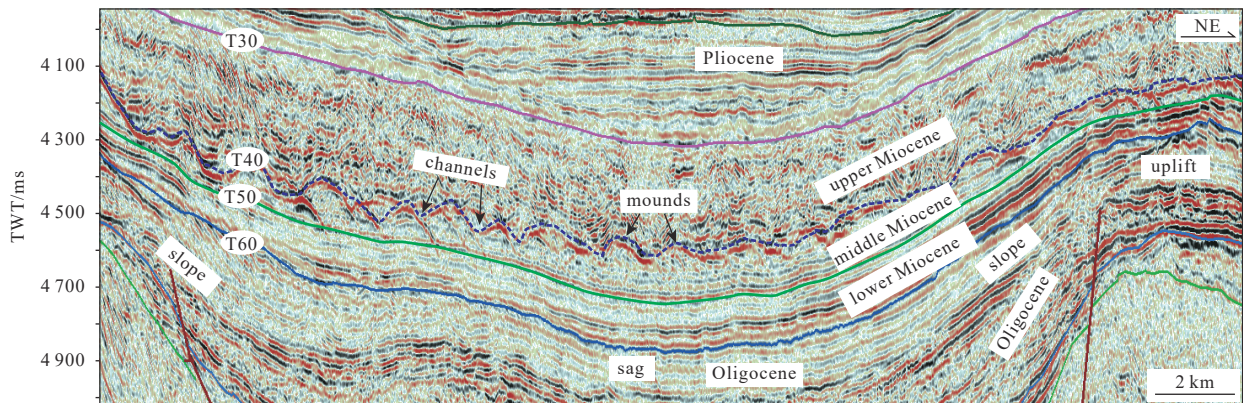 NE
T30
Pliocene
4 100
4 300
T40
channels
upper Miocene
uplift
T50
mounds
4 500
TWT/ms
T60
middle Miocene
slope
lower Miocene
slope
4 700
Oligocene
4 900
sag
Oligocene
2 km